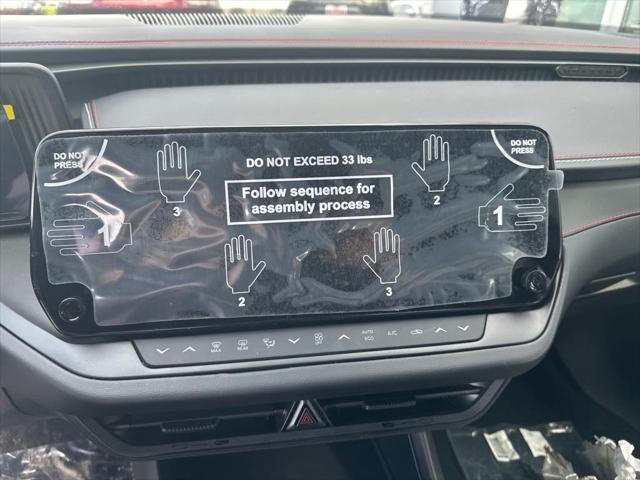 DO NOT
PRESS
DO NOT EXCEED 33 lbs
DO NOT
PRESS
3
2
Follow sequence for
assembly process
1
1
2
3
MAX
REAR
OFF
AUTO
ECO
A/C